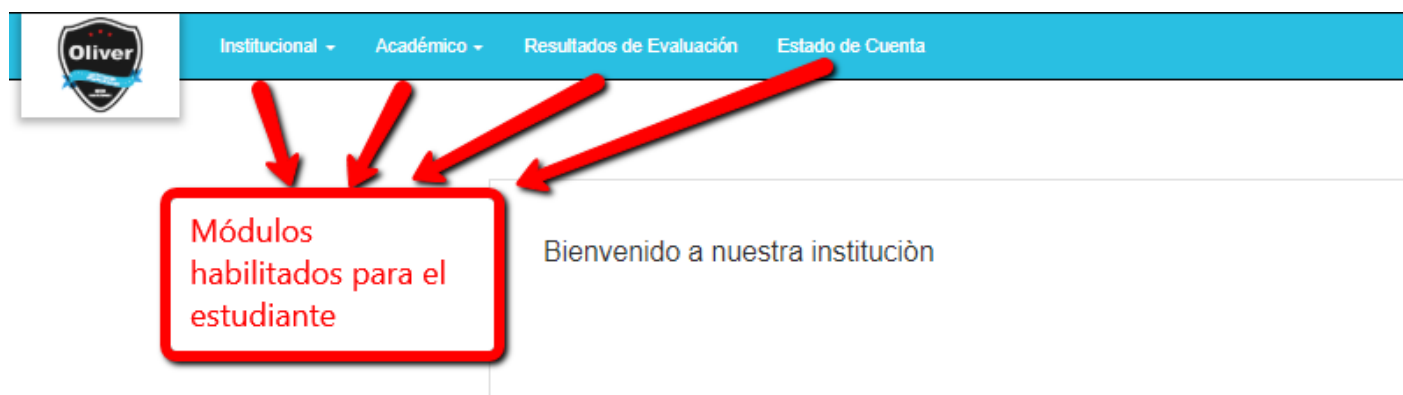 Oliver
Institucional Académico Resultados de Evaluación Estado de Cuenta
Módulos
habilitados para el
estudiante
Bienvenido a nuestra instituciòn